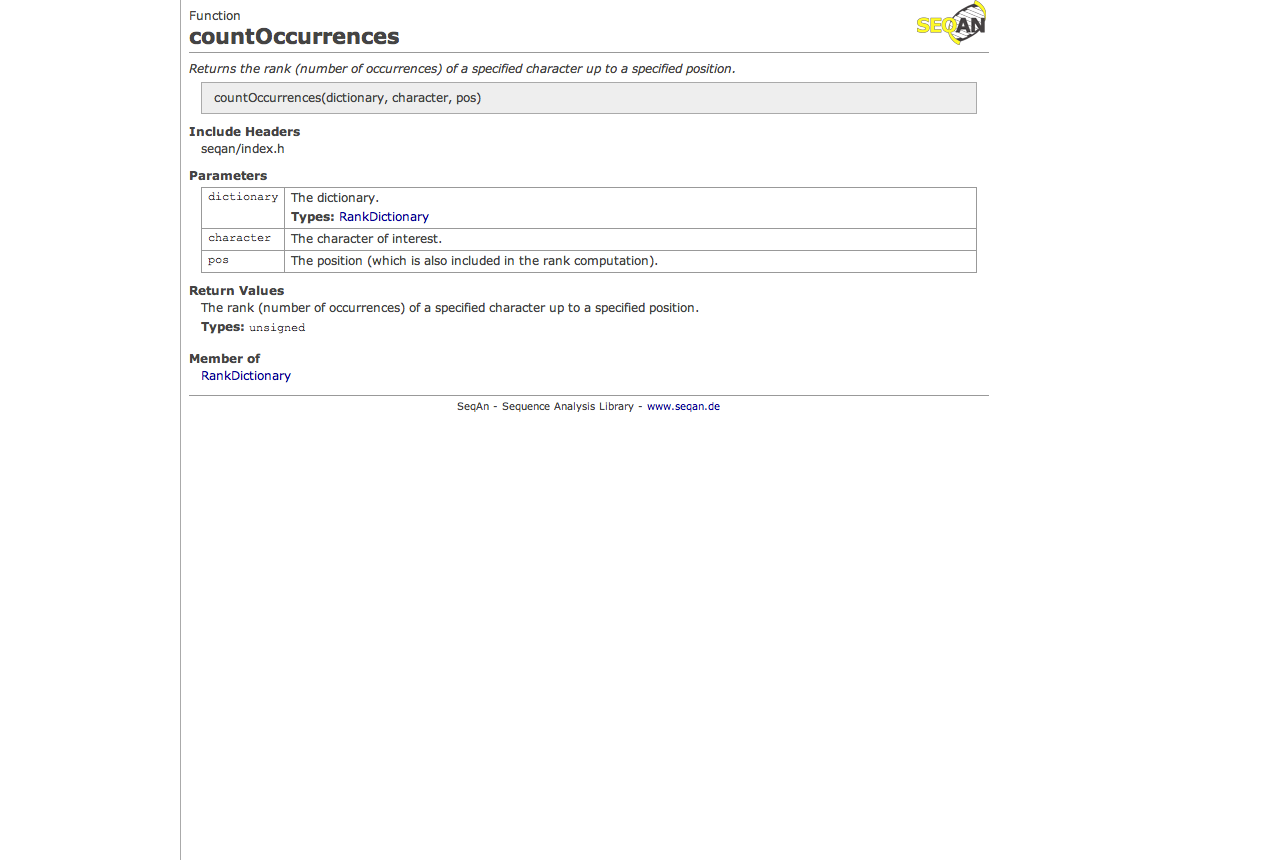 Function
SEQAN
countOccurrences
Returns the rank (number of occurrences) of a specified character up to a specified position.
countOccurrences(dictionary, character, pos)
Include Headers
seqan/index.h
Parameters
dictionary The dictionary.
Types: RankDictionary
character The character of interest.
pos The position (which is also included in the rank computation).
Return Values
The rank (number of occurrences) of a specified character up to a specified position.
Types: unsigned
Member of
RankDictionary
SeqAn - Sequence Analysis Library - www.seqan.de